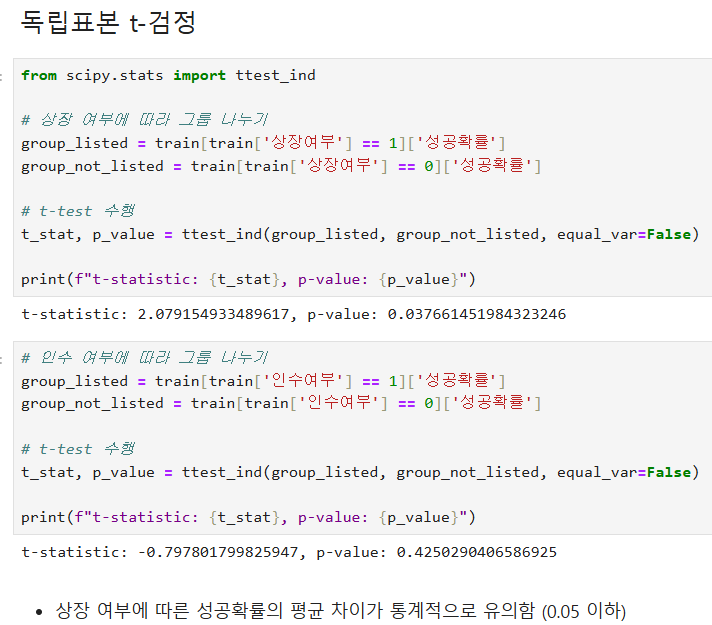 독립표본 t-검정
from scipy.stats import ttest_ind
# 상장 여부에 따라 그룹 나누기
group_listed = train[train['상장여부'] == 1]['성공확률']
group_not_listed = train[train['상장여부'] == 0]['성공확률']
# t-test 수행
t_stat, p_value = ttest_ind(group_listed, group_not_listed, equal_var=False)
print(f"t-statistic: {t_stat}, p-value: {p_value}")
t-statistic: 2.079154933489617, p-value: 0.037661451984323246
# 인수 여부에 따라 그룹 나누기
group_listed = train[train['인수여부'] == 1]['성공확률']
group_not_listed = train[train['인수여부'] == 0]['성공확률']
# t-test 수행
t_stat, p_value = ttest_ind(group_listed, group_not_listed, equal_var=False)
print(f"t-statistic: {t_stat}, p-value: {p_value}")
t-statistic: -0.797801799825947, p-value: 0.4250290406586925
• 상장 여부에 따른 성공확률의 평균 차이가 통계적으로 유의함 (0.05 이하)